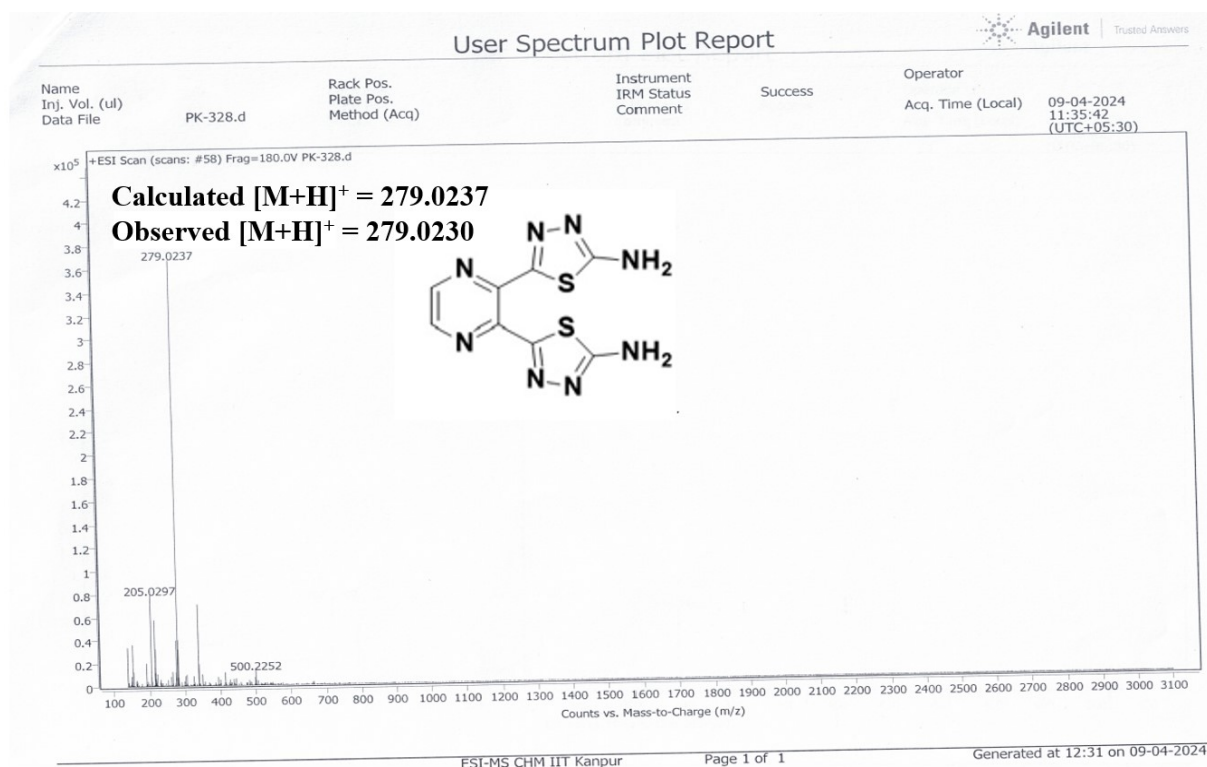 User Spectrum Plot Report
Agilent | Trusted Answers
Name
Inj. Vol. (ul)
Data File PK-328.d
Rack Pos.
Plate Pos.
Method (Acq)
Instrument
IRM Status Success
Comment
Operator
Acq. Time (Local) 09-04-2024
11:35:42
(UTC+05:30)
x10⁵ +ESI Scan (scans: #58) Frag=180.0V PK-328.d
Calculated [M+H]⁺ = 279.0237
Observed [M+H]⁺ = 279.0230
279.0237
205.0297
500.2252
N N NH₂
N S
N S NH₂
N N
4.2
4
3.8
3.6
3.4
3.2
3
2.8
2.6
2.4
2.2
2
1.8
1.6
1.4
1.2
1
0.8
0.6
0.4
0.2
0
100 200 300 400 500 600 700 800 900 1000 1100 1200 1300 1400 1500 1600 1700 1800 1900 2000 2100 2200 2300 2400 2500 2600 2700 2800 2900 3000 3100
Counts vs. Mass-to-Charge (m/z)
ESI-MS CHM IIT Kanpur Page 1 of 1 Generated at 12:31 on 09-04-2024